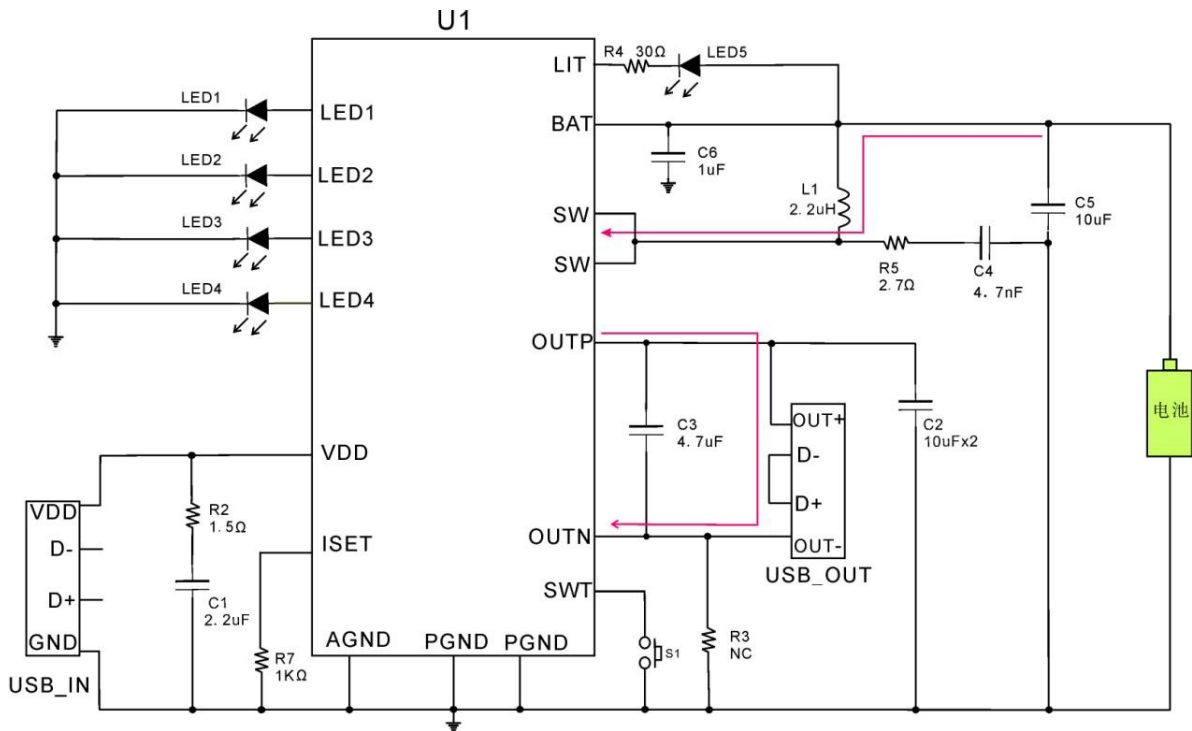 U1
LIT
R4 30Ω
LED5
LED1
LED1
BAT
C6
1uF
LED2
LED2
L1
2.2uH
C5
10uF
SW
LED3
LED3
SW
R5
2.7Ω
C4
4.7nF
LED4
LED4
OUTP
C3
4.7uF
OUT+
D-
D+
OUT-
USB_OUT
C2
10uFx2
电池
VDD
R2
1.5Ω
VDD
D-
D+
GND
USB_IN
C1
2.2uF
ISET
OUTN
SWT
R7
1KΩ
AGND
PGND
PGND
S1
R3
NC